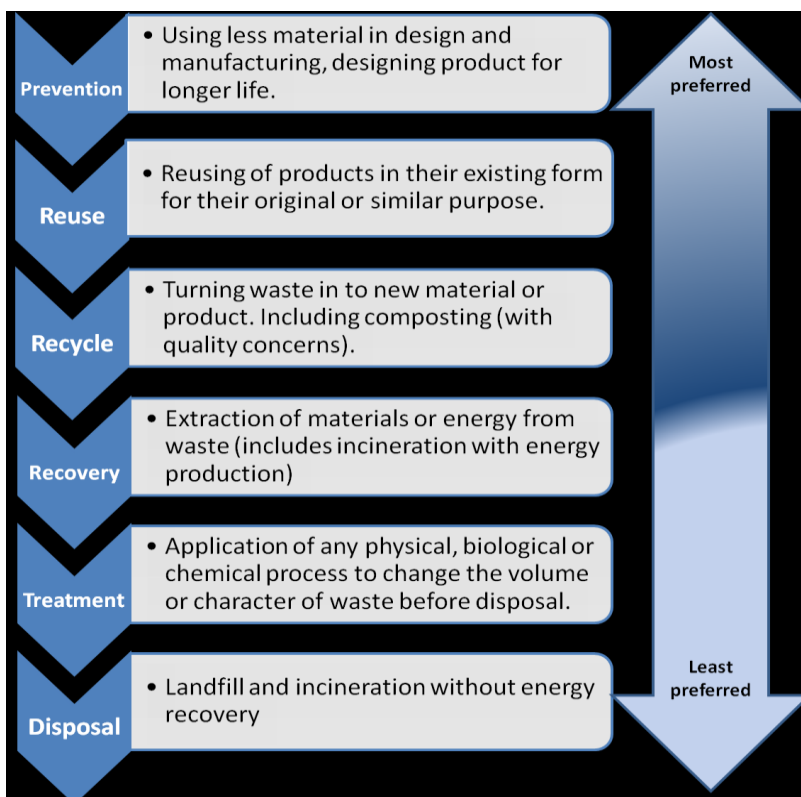 Prevention
• Using less material in design and
manufacturing, designing product for
longer life.
Most
preferred
Reuse
• Reusing of products in their existing form
for their original or similar purpose.
Recycle
• Turning waste in to new material or
product. Including composting (with
quality concerns).
Recovery
• Extraction of materials or energy from
waste (includes incineration with energy
production)
Treatment
• Application of any physical, biological or
chemical process to change the volume
or character of waste before disposal.
Disposal
• Landfill and incineration without energy
recovery
Least
preferred